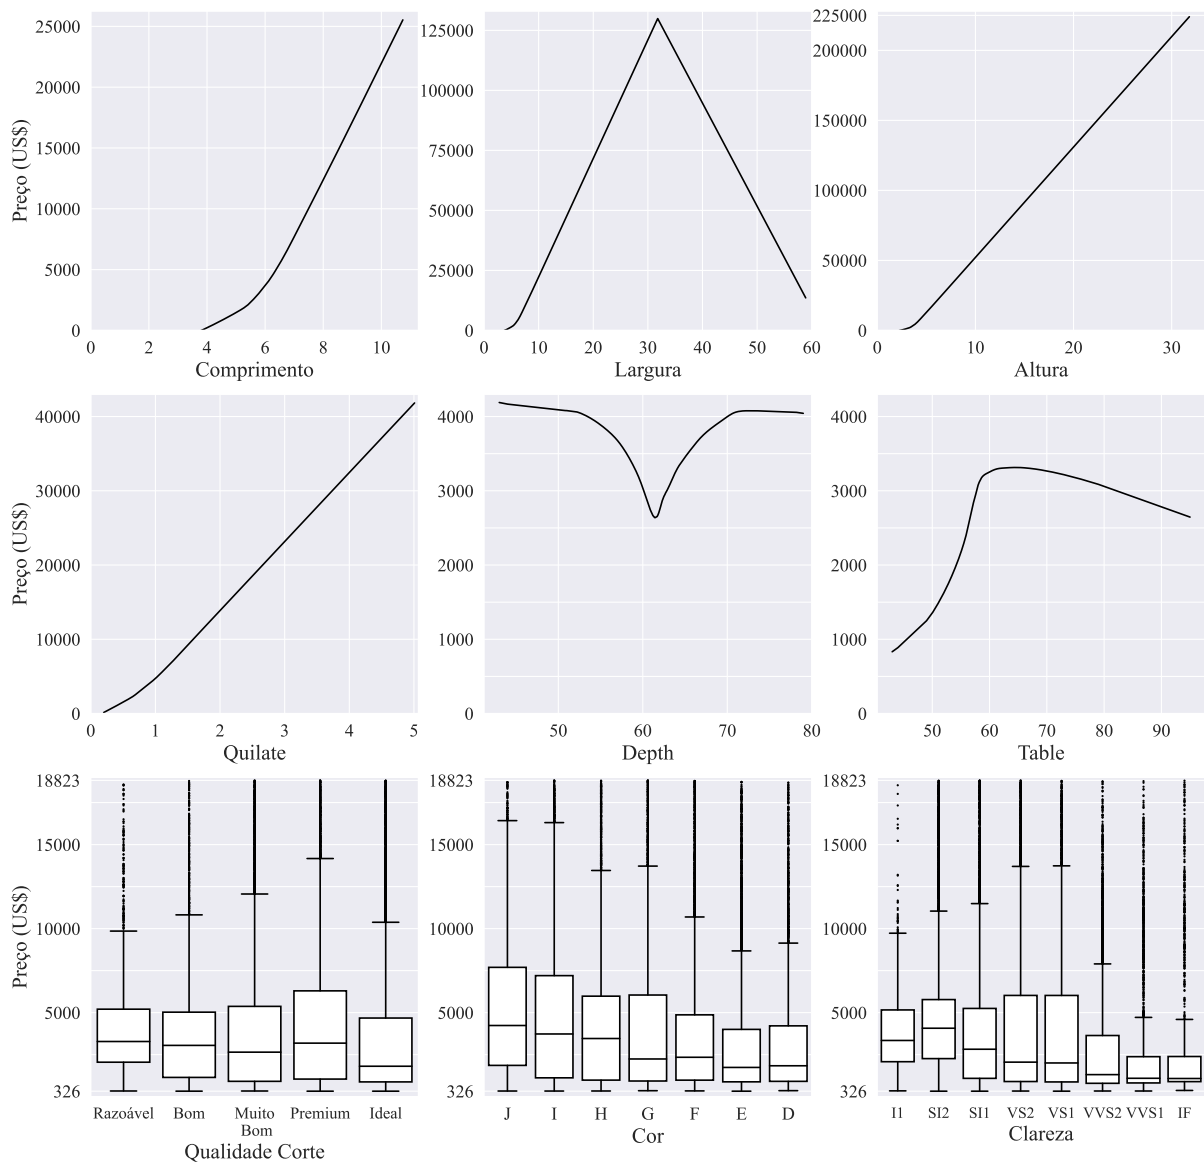 Preço (US$)
25000
20000
15000
10000
5000
0
0 2 4 6 8 10
Comprimento
125000
100000
75000
50000
25000
0
0 10 20 30 40 50 60
Largura
225000
200000
150000
100000
50000
0
0 10 20 30
Altura
Preço (US$)
40000
30000
20000
10000
0
0 1 2 3 4 5
Quilate
4000
3000
2000
1000
0
50 60 70 80
Depth
4000
3000
2000
1000
0
50 60 70 80 90
Table
Preço (US$)
18823
15000
10000
5000
326
Razoável Bom Muito Premium Ideal
Bom
Qualidade Corte
18823
15000
10000
5000
326
J I H G F E D
Cor
18823
15000
10000
5000
326
I1 SI2 SI1 VS2 VS1 VVS2 VVS1 IF
Clareza